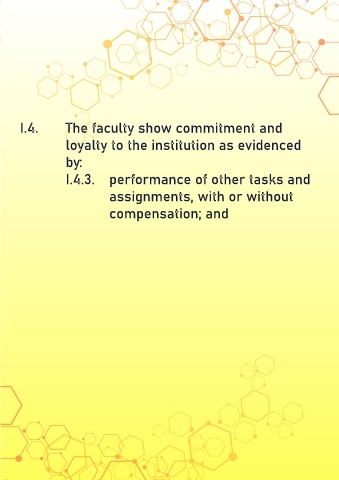 I.4. The faculty show commitment and
loyalty to the institution as evidenced
by:
I.4.3. performance of other tasks and
assignments, with or without
compensation; and